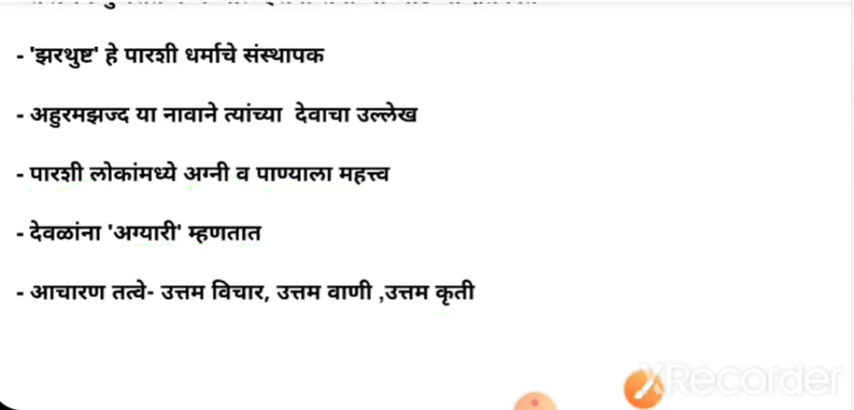 - 'झरथुष्ट' हे पारशी धर्माचे संस्थापक
- अहुरमझ्द या नावाने त्यांच्या देवाचा उल्लेख
- पारशी लोकांमध्ये अग्नी व पाण्याला महत्त्व
- देवळांना 'अग्यारी' म्हणतात
- आचारण तत्वे- उत्तम विचार, उत्तम वाणी ,उत्तम कृती
XRecorder